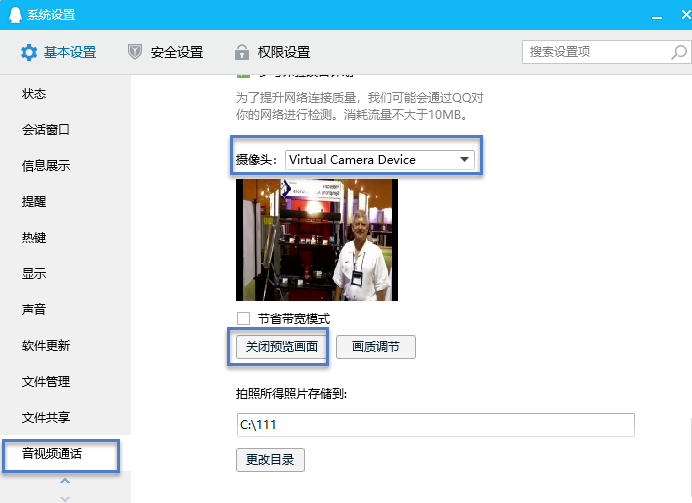 系统设置
基本设置
安全设置
权限设置
搜索设置项
状态
会话窗口
信息展示
提醒
热键
显示
声音
软件更新
文件管理
文件共享
音视频通话
为了提升网络连接质量，我们可能会通过QQ对
你的网络进行检测。消耗流量不大于10MB。
摄像头：
Virtual Camera Device
节省带宽模式
关闭预览画面
画质调节
拍照所得照片存储到:
C:\111
更改目录